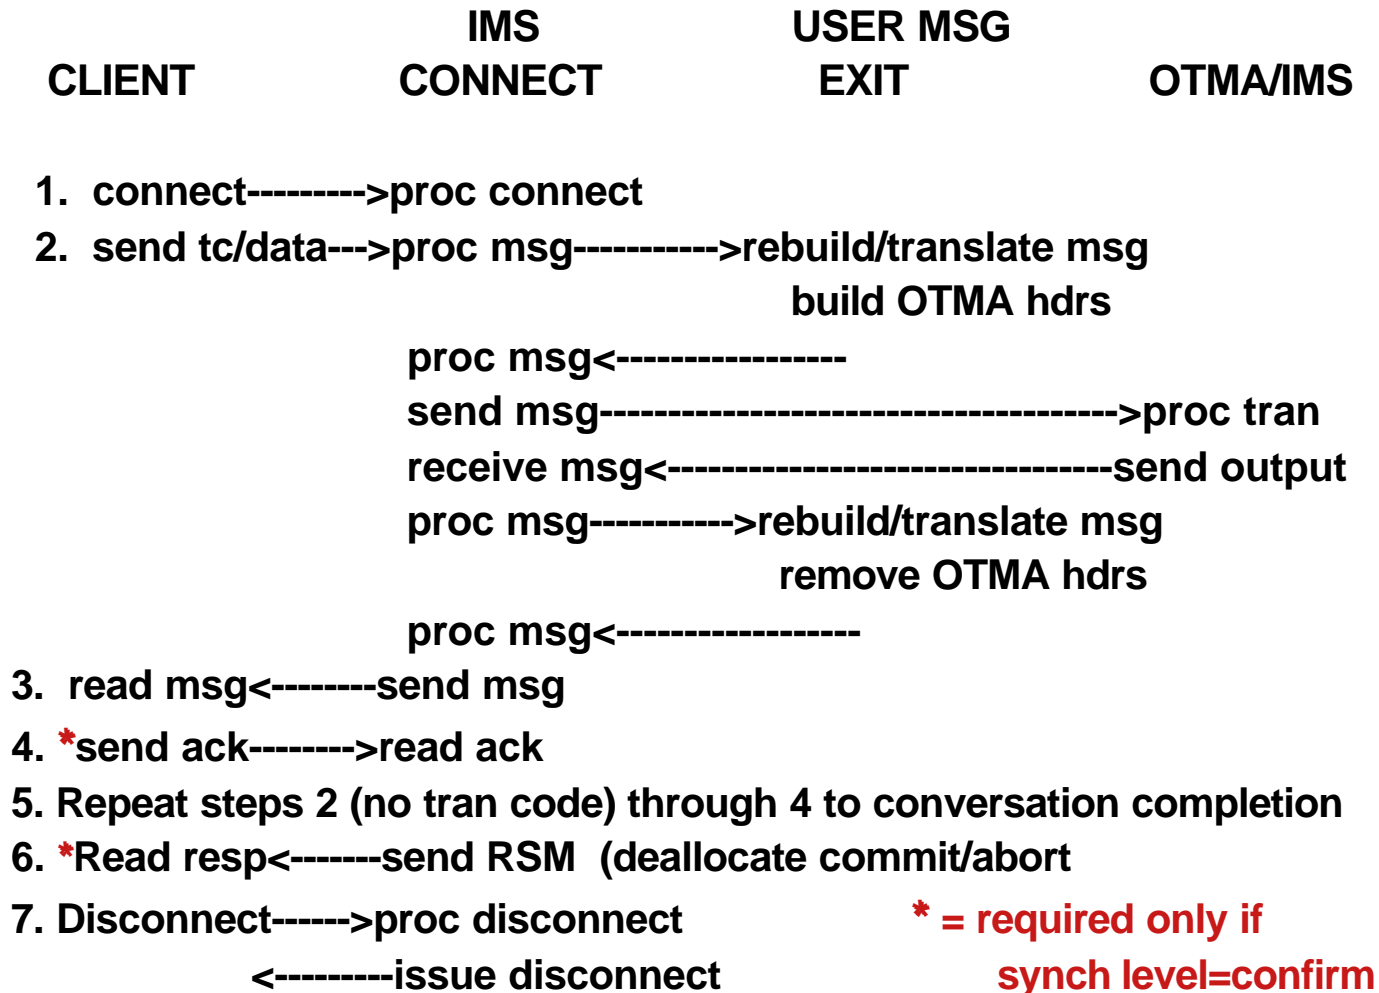 IMS USER MSG
CLIENT CONNECT EXIT OTMA/IMS
1. connect--------->proc connect
2. send tc/data--->proc msg----------->rebuild/translate msg
build OTMA hdrs
proc msg<-----------------
send msg--------------------------------------->proc tran
receive msg<---------------------------------send output
proc msg----------->rebuild/translate msg
remove OTMA hdrs
proc msg<------------------
3. read msg<--------send msg
4. *send ack-------->read ack
5. Repeat steps 2 (no tran code) through 4 to conversation completion
6. *Read resp<-------send RSM (deallocate commit/abort
7. Disconnect------>proc disconnect * = required only if
<---------issue disconnect synch level=confirm